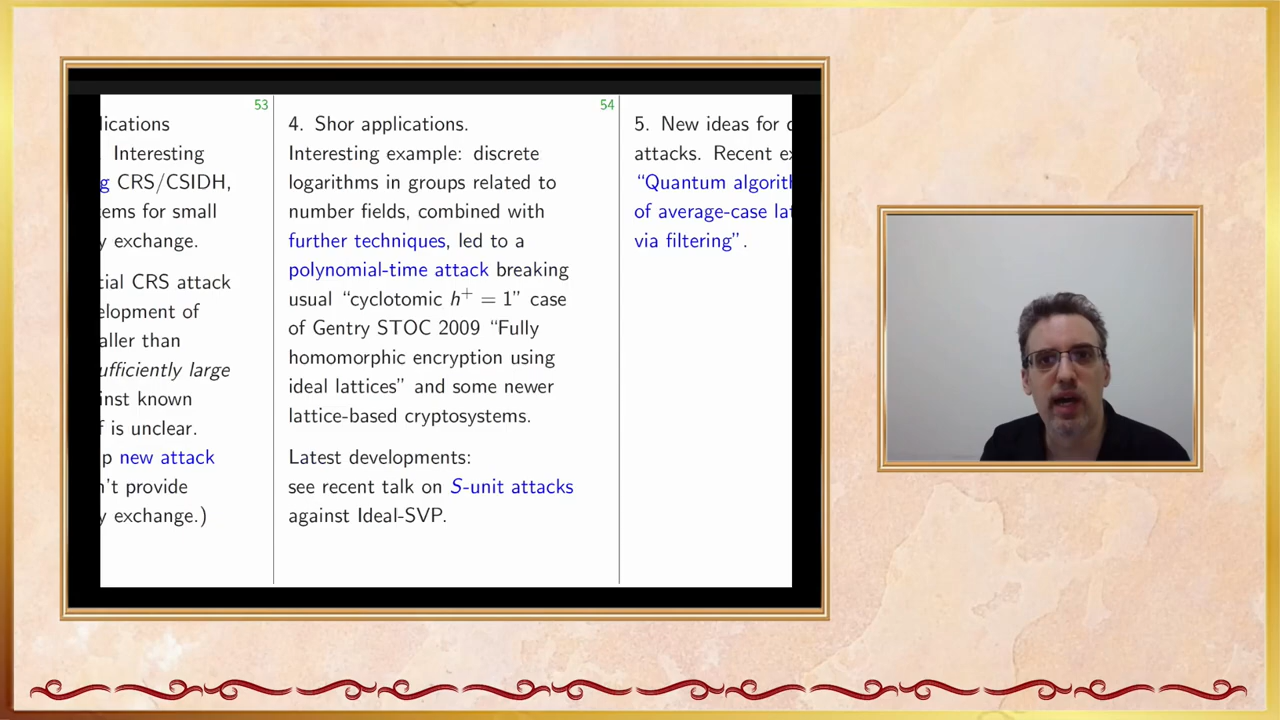 53
lications
Interesting
g CRS/CSIDH,
tems for small
y exchange.
tial CRS attack
elopment of
aller than
ufficiently large
inst known
f is unclear.
p new attack
n't provide
y exchange.)
54
4. Shor applications.
Interesting example: discrete
logarithms in groups related to
number fields, combined with
further techniques, led to a
polynomial-time attack breaking
usual “cyclotomic h⁺ = 1” case
of Gentry STOC 2009 “Fully
homomorphic encryption using
ideal lattices” and some newer
lattice-based cryptosystems.
Latest developments:
see recent talk on S-unit attacks
against Ideal-SVP.
5. New ideas for
attacks. Recent ex
“Quantum algorith
of average-case lat
via filtering”.